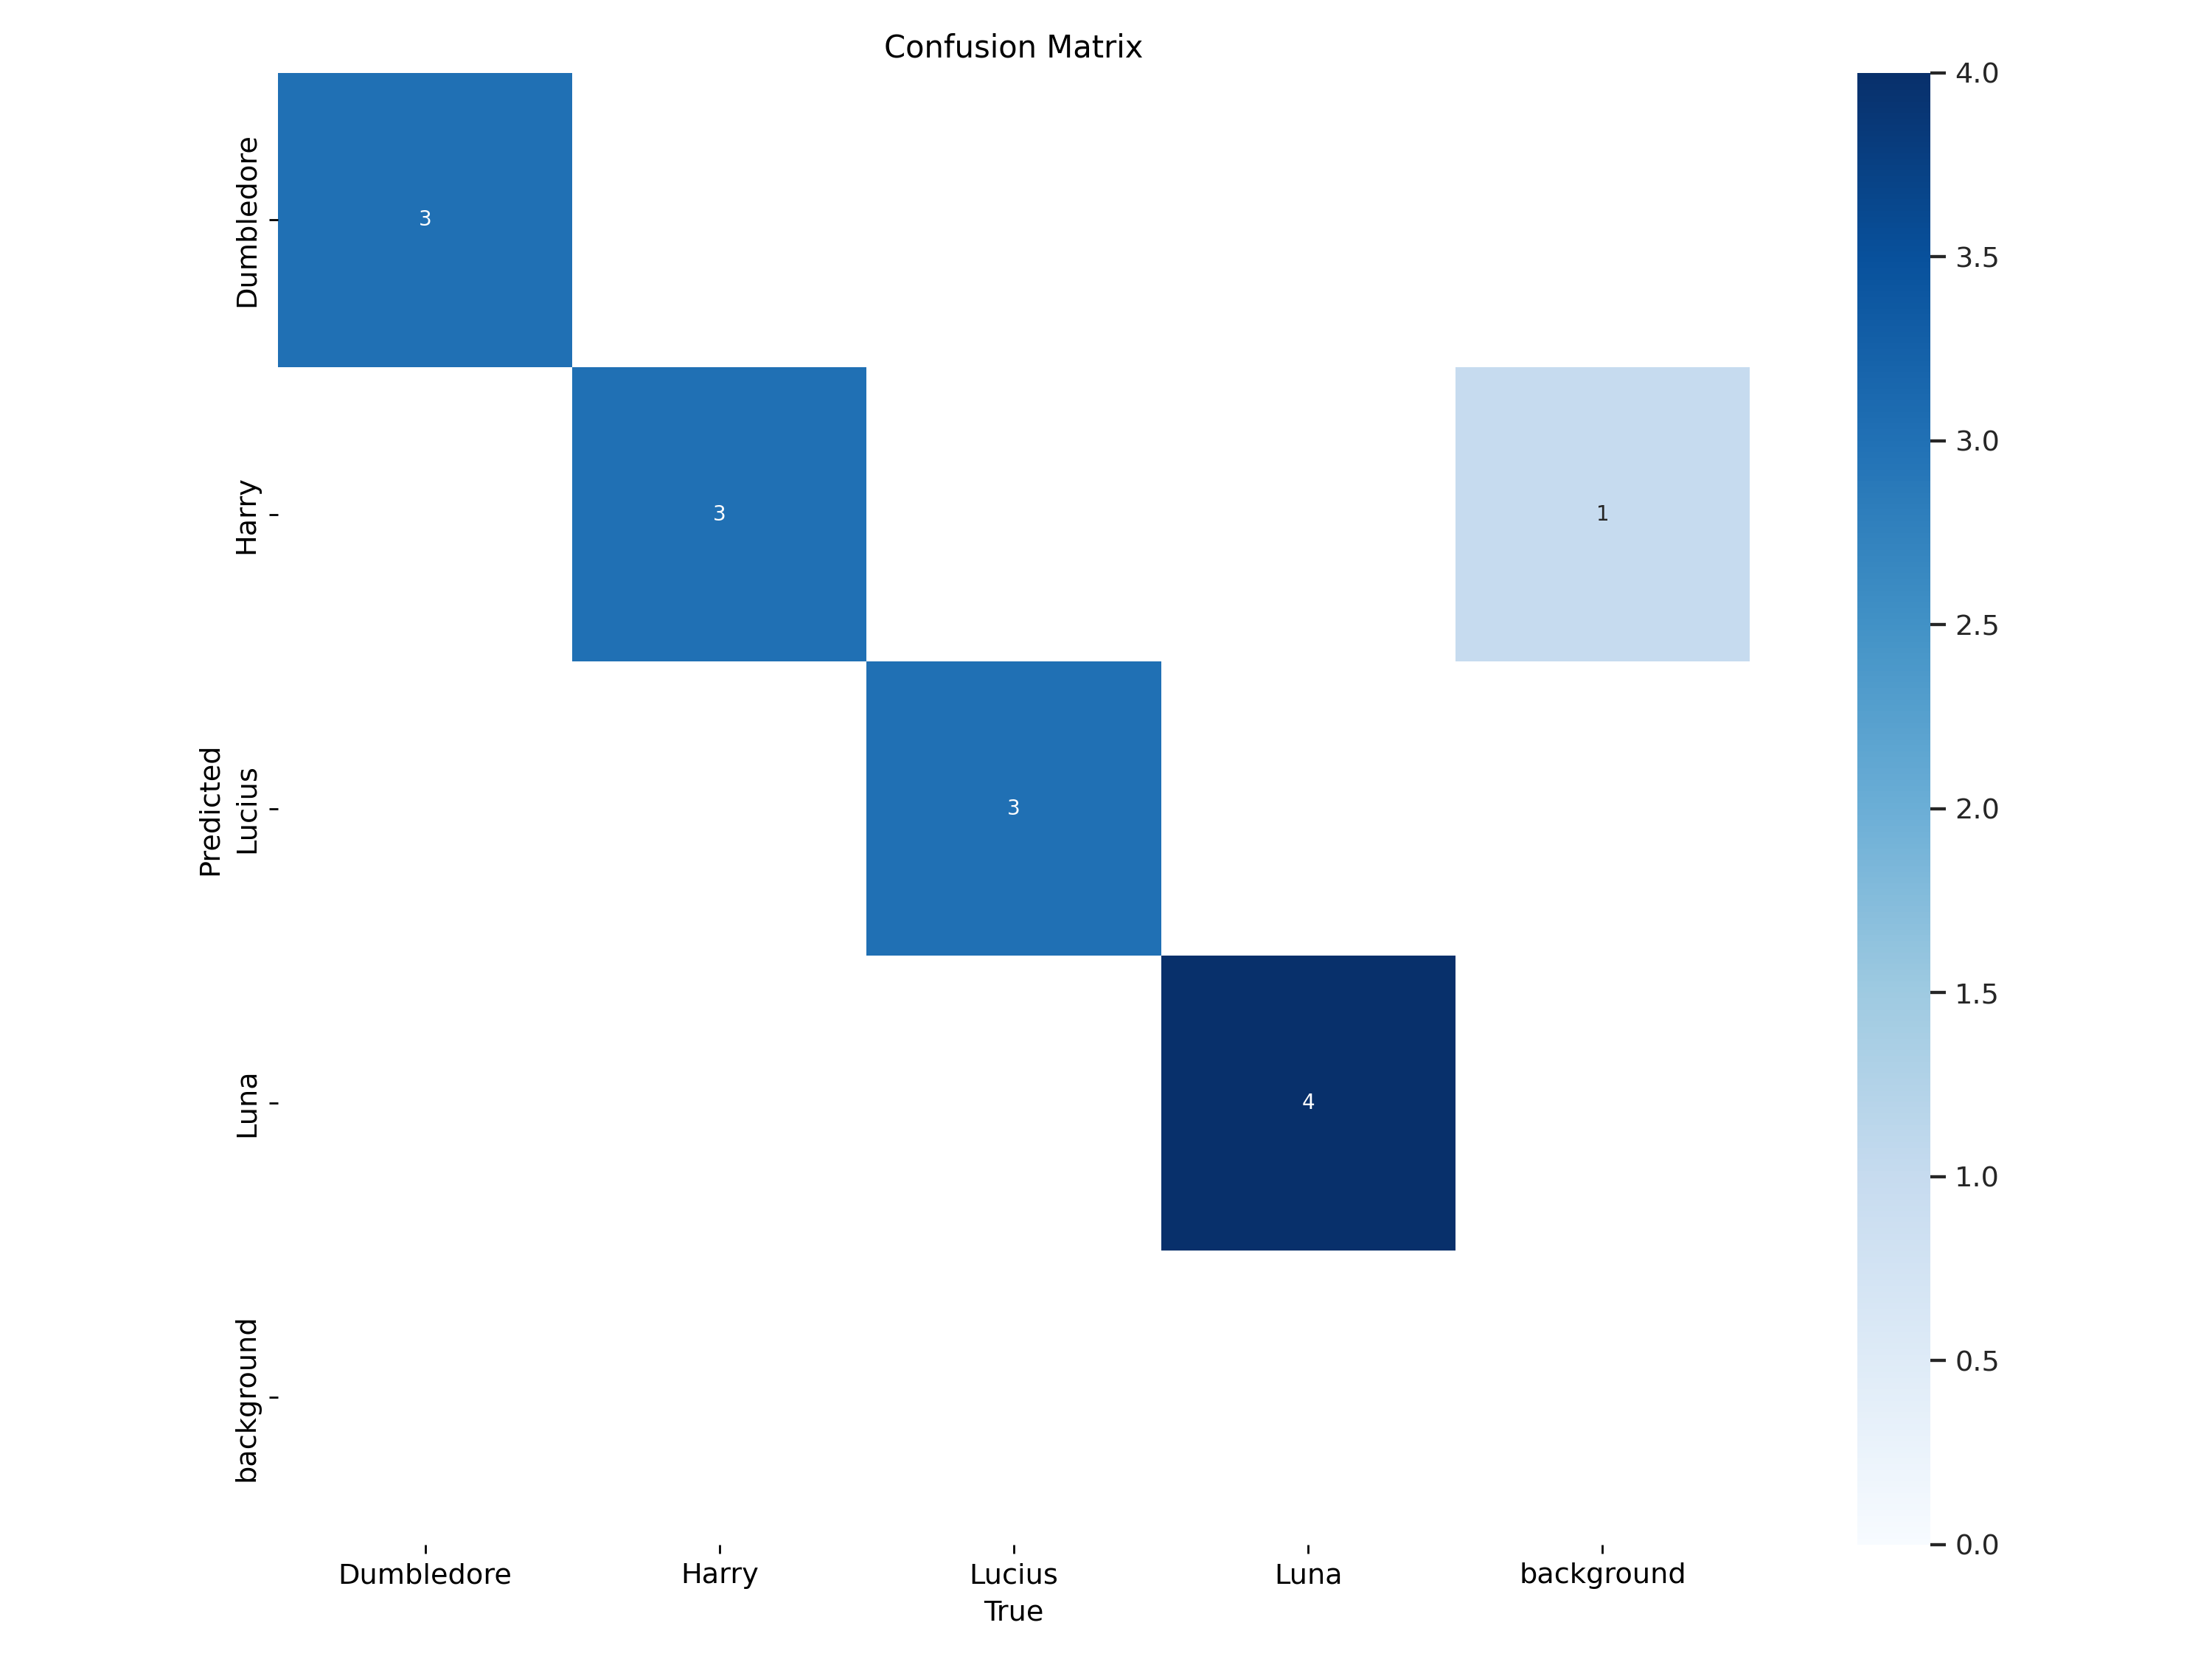 Confusion Matrix
Predicted
Dumbledore
Harry
Lucius
Luna
background
3
3
1
3
4
Dumbledore Harry Lucius Luna background
True
4.0
3.5
3.0
2.5
2.0
1.5
1.0
0.5
0.0